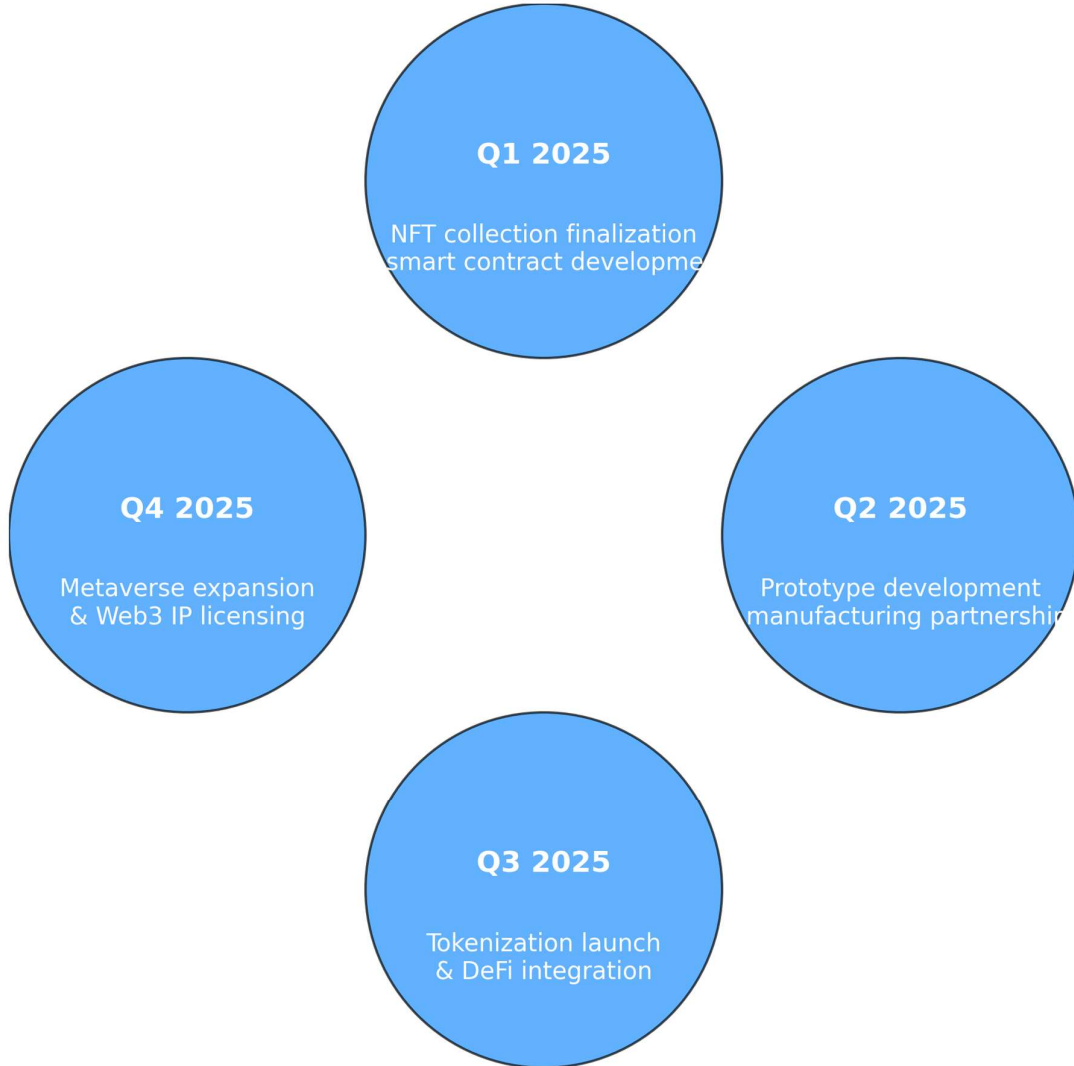 Q1 2025
NFT collection finalization
smart contract developme
Q4 2025
Metaverse expansion
& Web3 IP licensing
Q2 2025
Prototype development
manufacturing partnership
Q3 2025
Tokenization launch
& DeFi integration